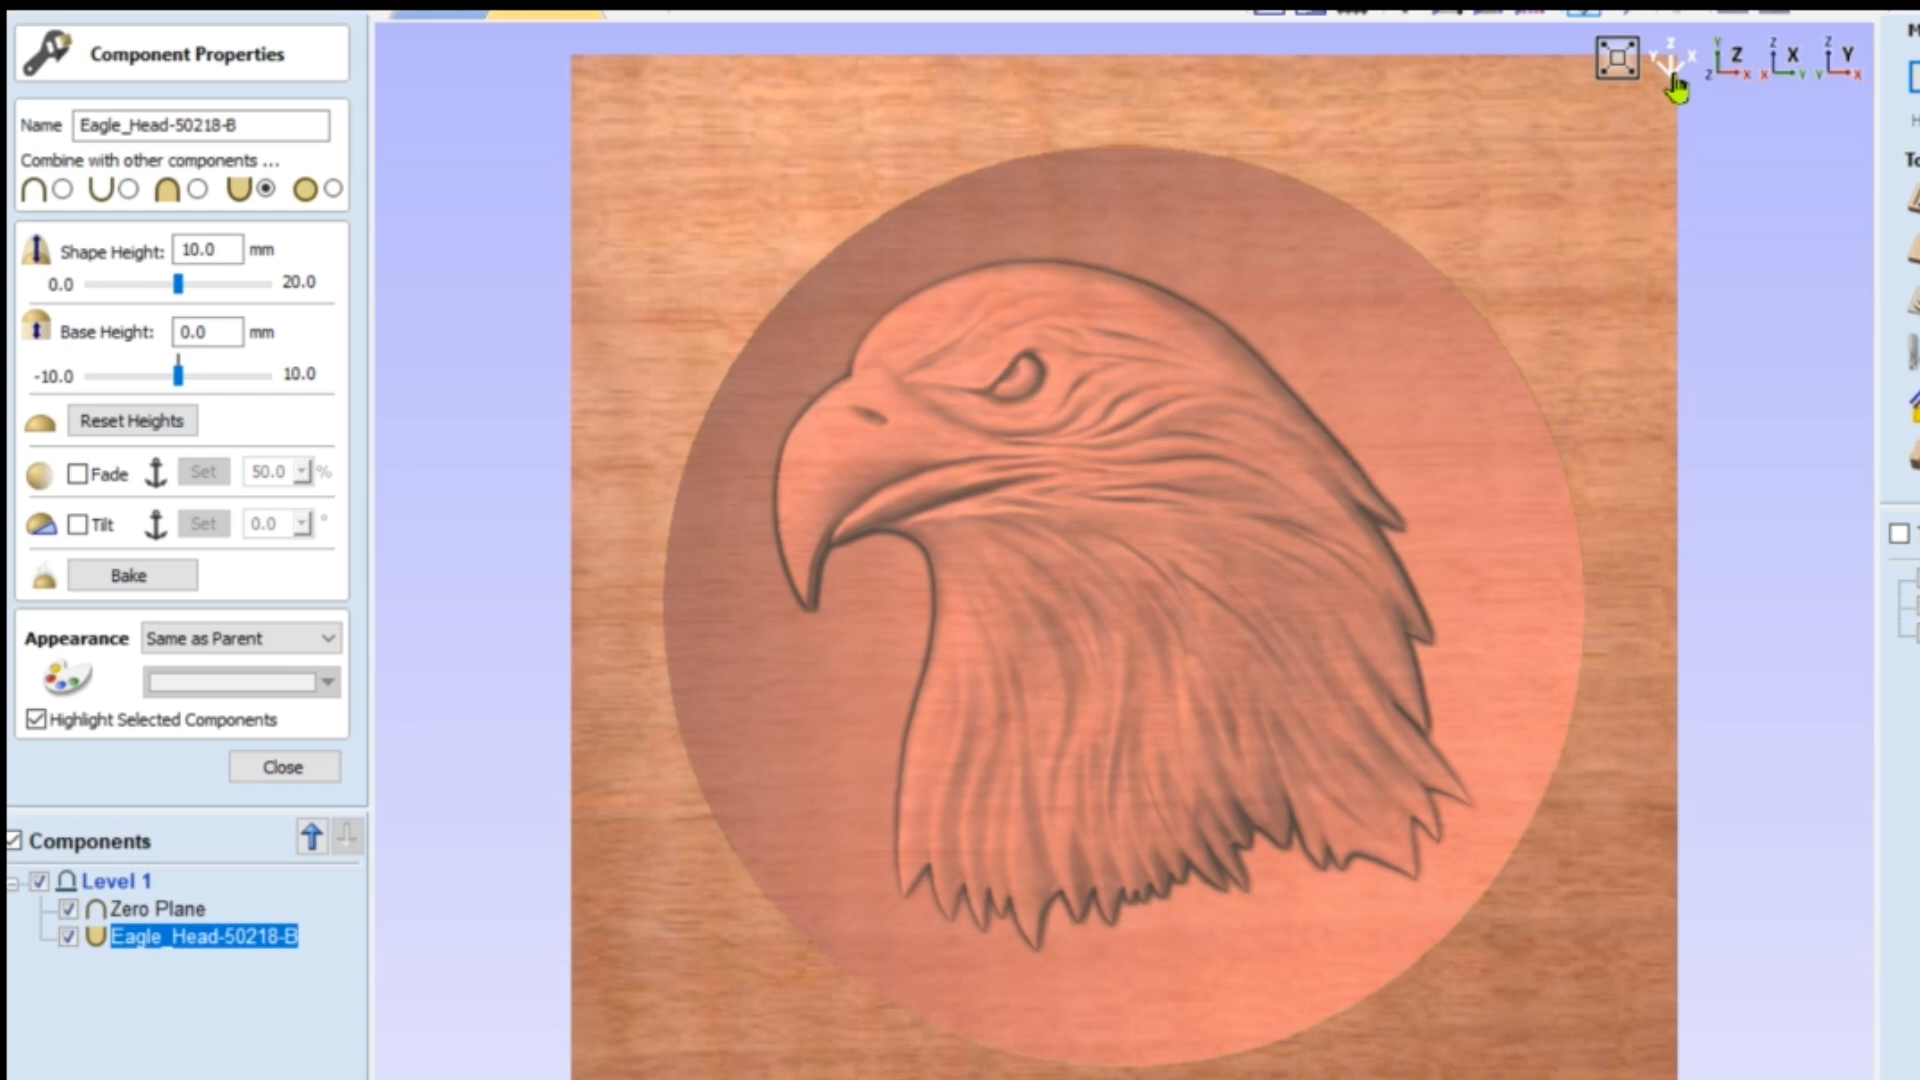 Component Properties
Name Eagle_Head-50218-B
Combine with other components ...
Shape Height: 10.0 mm
0.0 20.0
Base Height: 0.0 mm
-10.0 10.0
Reset Heights
Fade Set 50.0 %
Tilt Set 0.0 °
Bake
Appearance Same as Parent
Highlight Selected Components
Close
Components
Level 1
Zero Plane
Eagle_Head-50218-B
Z Y X
Y Z Z X
Z X X Y
Z Y Y X